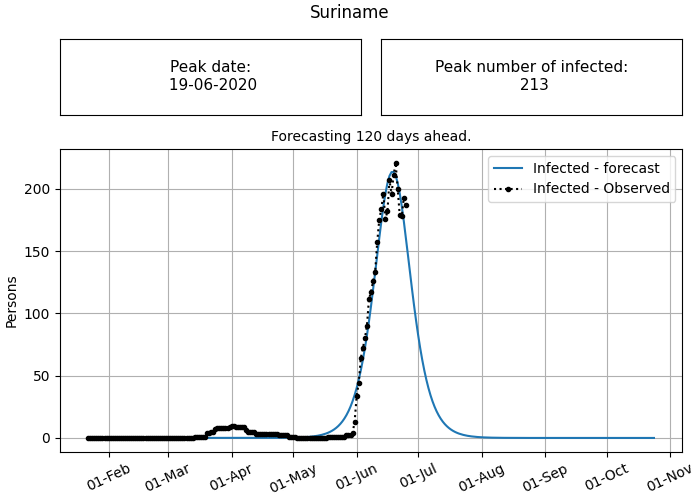 Suriname
Peak date:
19-06-2020
Peak number of infected:
213
Forecasting 120 days ahead.
Infected - forecast
Infected - Observed
Persons
200
150
100
50
0
01-Feb
01-Mar
01-Apr
01-May
01-Jun
01-Jul
01-Aug
01-Sep
01-Oct
01-Nov